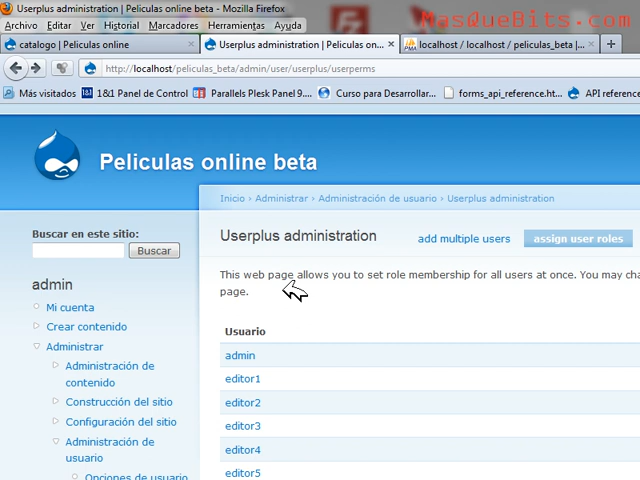 Userplus administration | Peliculas online beta - Mozilla Firefox
MasQueBits.com
Archivo Editar Ver Historial Marcadores Herramientas Ayuda
catalogo | Peliculas online
Userplus administration | Peliculas on...
localhost / localhost / peliculas_beta |...
http://localhost/peliculas_beta/admin/user/userplus/userperms
Más visitados 1&1 Panel de Control Parallels Plesk Panel 9.... Curso para Desarrollar... forms_api_reference.ht... API reference
Peliculas online beta
Inicio › Administrar › Administración de usuario › Userplus administration
Buscar en este sitio:
Buscar
admin
Mi cuenta
Crear contenido
Administrar
Administración de
contenido
Construcción del sitio
Configuración del sitio
Administración de
usuario
Opciones de usuario
Userplus administration
add multiple users
assign user roles
This web page allows you to set role membership for all users at once. You may cha
page.
Usuario
admin
editor1
editor2
editor3
editor4
editor5